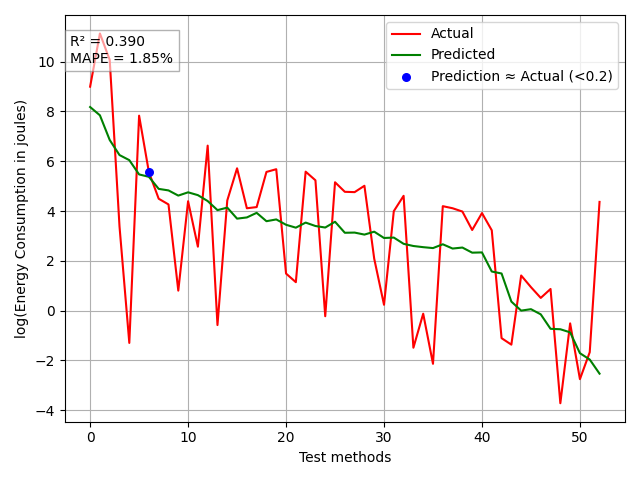 R² = 0.390
MAPE = 1.85%
Actual
Predicted
Prediction ≈ Actual (<0.2)
log(Energy Consumption in joules)
10
8
6
4
2
0
−2
−4
0
10
20
30
40
50
Test methods